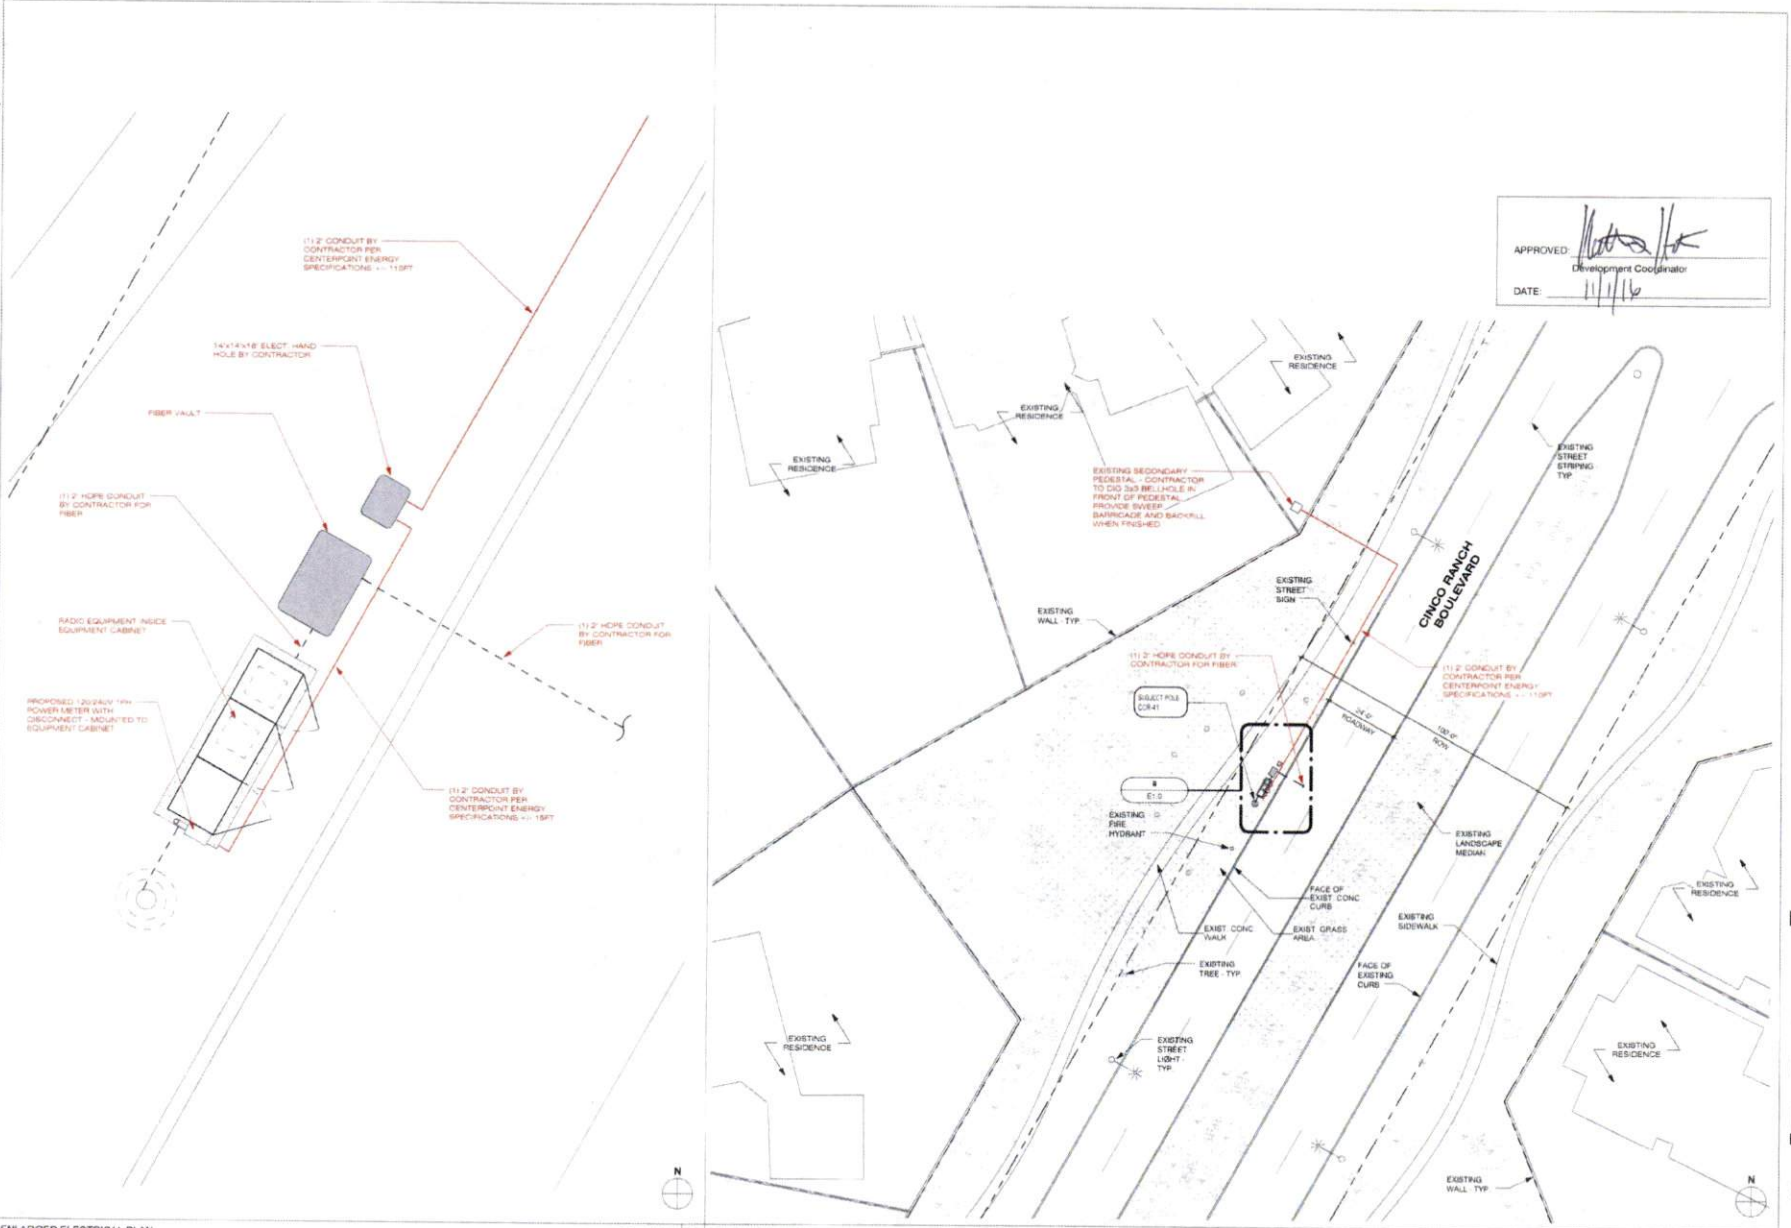 (1) 2" CONDUIT BY
CONTRACTOR PER
CENTERPOINT ENERGY
SPECIFICATIONS +/- 110FT
14"x14"x18" ELECT. HAND
HOLE BY CONTRACTOR
FIBER VAULT
(1) 2" HDPE CONDUIT
BY CONTRACTOR FOR
FIBER
RADIO EQUIPMENT INSIDE
EQUIPMENT CABINET
PROPOSED 120/240V 1PH
POWER METER WITH
DISCONNECT - MOUNTED TO
EQUIPMENT CABINET
(1) 2" HDPE CONDUIT
BY CONTRACTOR FOR
FIBER
(1) 2" CONDUIT BY
CONTRACTOR PER
CENTERPOINT ENERGY
SPECIFICATIONS +/- 15FT
N
ENLARGED ELECTRICAL PLAN
APPROVED:
Development Coordinator
DATE: 11/1/16
EXISTING
RESIDENCE
EXISTING
RESIDENCE
EXISTING
RESIDENCE
EXISTING
STREET
STRIPING
TYP
EXISTING SECONDARY
PEDESTAL - CONTRACTOR
TO DIG 3x3 BELLHOLE IN
FRONT OF PEDESTAL
PROVIDE SWEEP
BARRICADE AND BACKFILL
WHEN FINISHED
CINCO RANCH
BOULEVARD
EXISTING
STREET
SIGN
EXISTING
WALL - TYP.
(1) 2" HDPE CONDUIT BY
CONTRACTOR FOR FIBER
(1) 2" CONDUIT BY
CONTRACTOR PER
CENTERPOINT ENERGY
SPECIFICATIONS +/- 110FT
SUBJECT POLE
24'-0"
ROADWAY
100'-0"
ROW
E1.0
EXISTING
FIRE
HYDRANT
EXISTING
LANDSCAPE
MEDIAN
FACE OF
EXIST. CONC
CURB
EXISTING
RESIDENCE
EXIST. CONC
WALK
EXIST GRASS
AREA
EXISTING
SIDEWALK
EXISTING
TREE - TYP.
FACE OF
EXISTING
CURB
EXISTING
RESIDENCE
EXISTING
STREET
LIGHT -
TYP.
EXISTING
RESIDENCE
EXISTING
WALL TYP
N